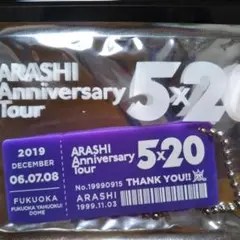 ARASHI
Anniversary
Tour
5×20
2019
DECEMBER
06.07.08
FUKUOKA
FUKUOKA YAHUOKU!
DOME
ARASHI
Anniversary
Tour
5×20
No.19990915 THANK YOU!!
ARASHI
1999.11.03